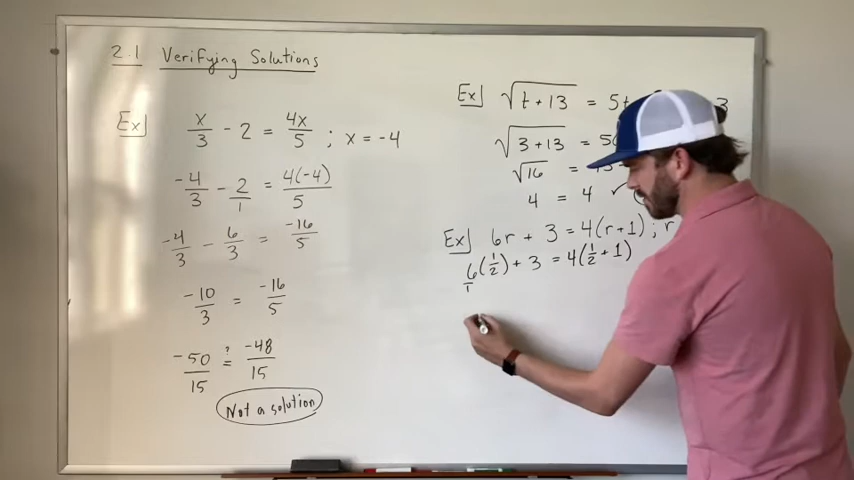 2.1 Verifying Solutions
Ex] x/3 - 2 = 4x/5 ; x = -4
-4/3 - 2/1 = 4(-4)/5
-4/3 - 6/3 = -16/5
-10/3 = -16/5
-50/15 ?= -48/15
Not a solution
Ex] √(t + 13) = 5t 3
√(3 + 13) = 5(
√16 = 15 -
4 = 4 ✓
Ex] 6r + 3 = 4(r + 1) ; r
6/1 (1/2) + 3 = 4(1/2 + 1)